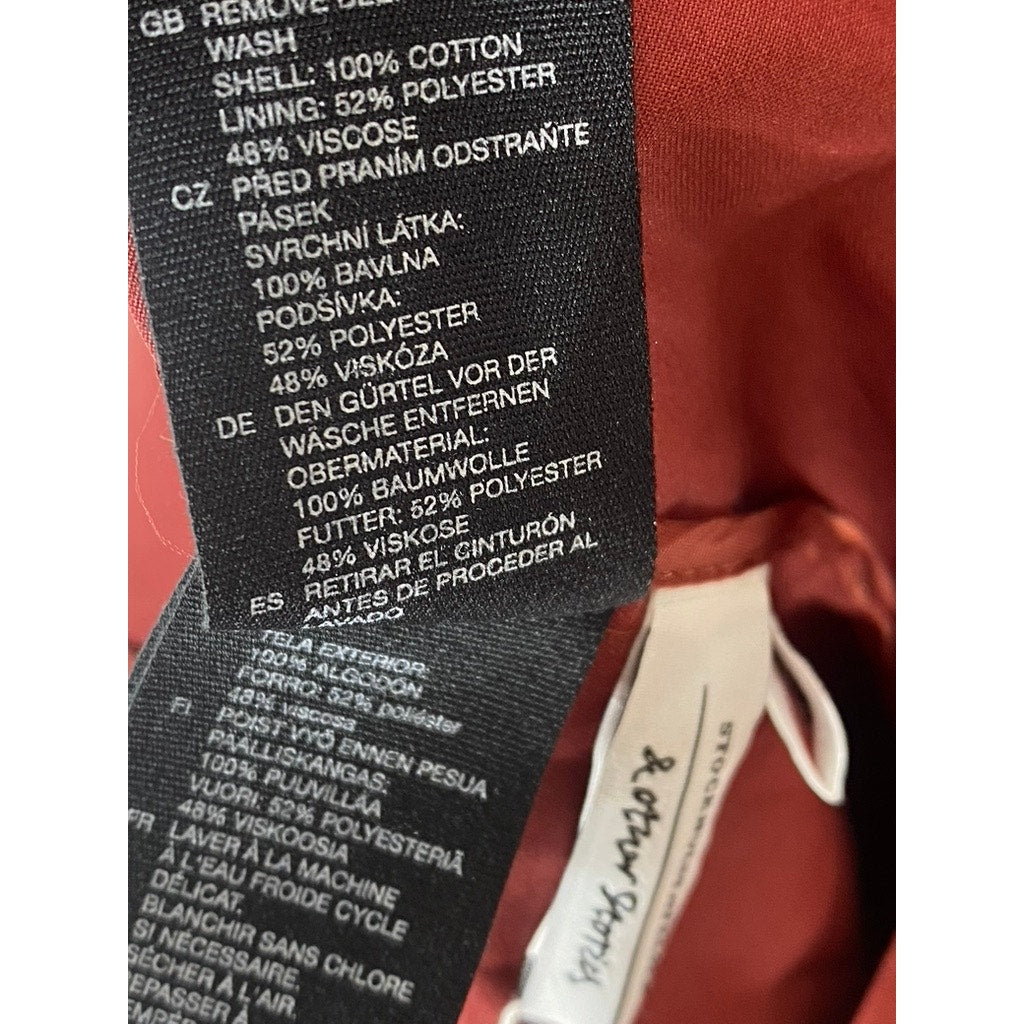 GB REMOVE BEL
WASH
SHELL: 100% COTTON
LINING: 52% POLYESTER
48% VISCOSE
CZ PŘED PRANÍM ODSTRAŇTE
PÁSEK
SVRCHNÍ LÁTKA:
100% BAVLNA
PODŠÍVKA:
52% POLYESTER
48% VISKÓZA
DE DEN GÜRTEL VOR DER
WÄSCHE ENTFERNEN
OBERMATERIAL:
100% BAUMWOLLE
FUTTER: 52% POLYESTER
48% VISKOSE
ES RETIRAR EL CINTURÓN
ANTES DE PROCEDER AL
LAVADO
TELA EXTERIOR:
100% ALGODÓN
FORRO: 52% poliéster
48% viscosa
FI POIST VYÖ ENNEN PESUA
PÄÄLLISKANGAS:
100% PUUVILLAA
VUORI: 52% POLYESTERIÄ
48% VISKOOSIA
FR LAVER À LA MACHINE
À L'EAU FROIDE CYCLE
DÉLICAT.
BLANCHIR SANS CHLORE
SI NÉCESSAIRE.
SÉCHER À L'AIR.
REPASSER À
& other Stories